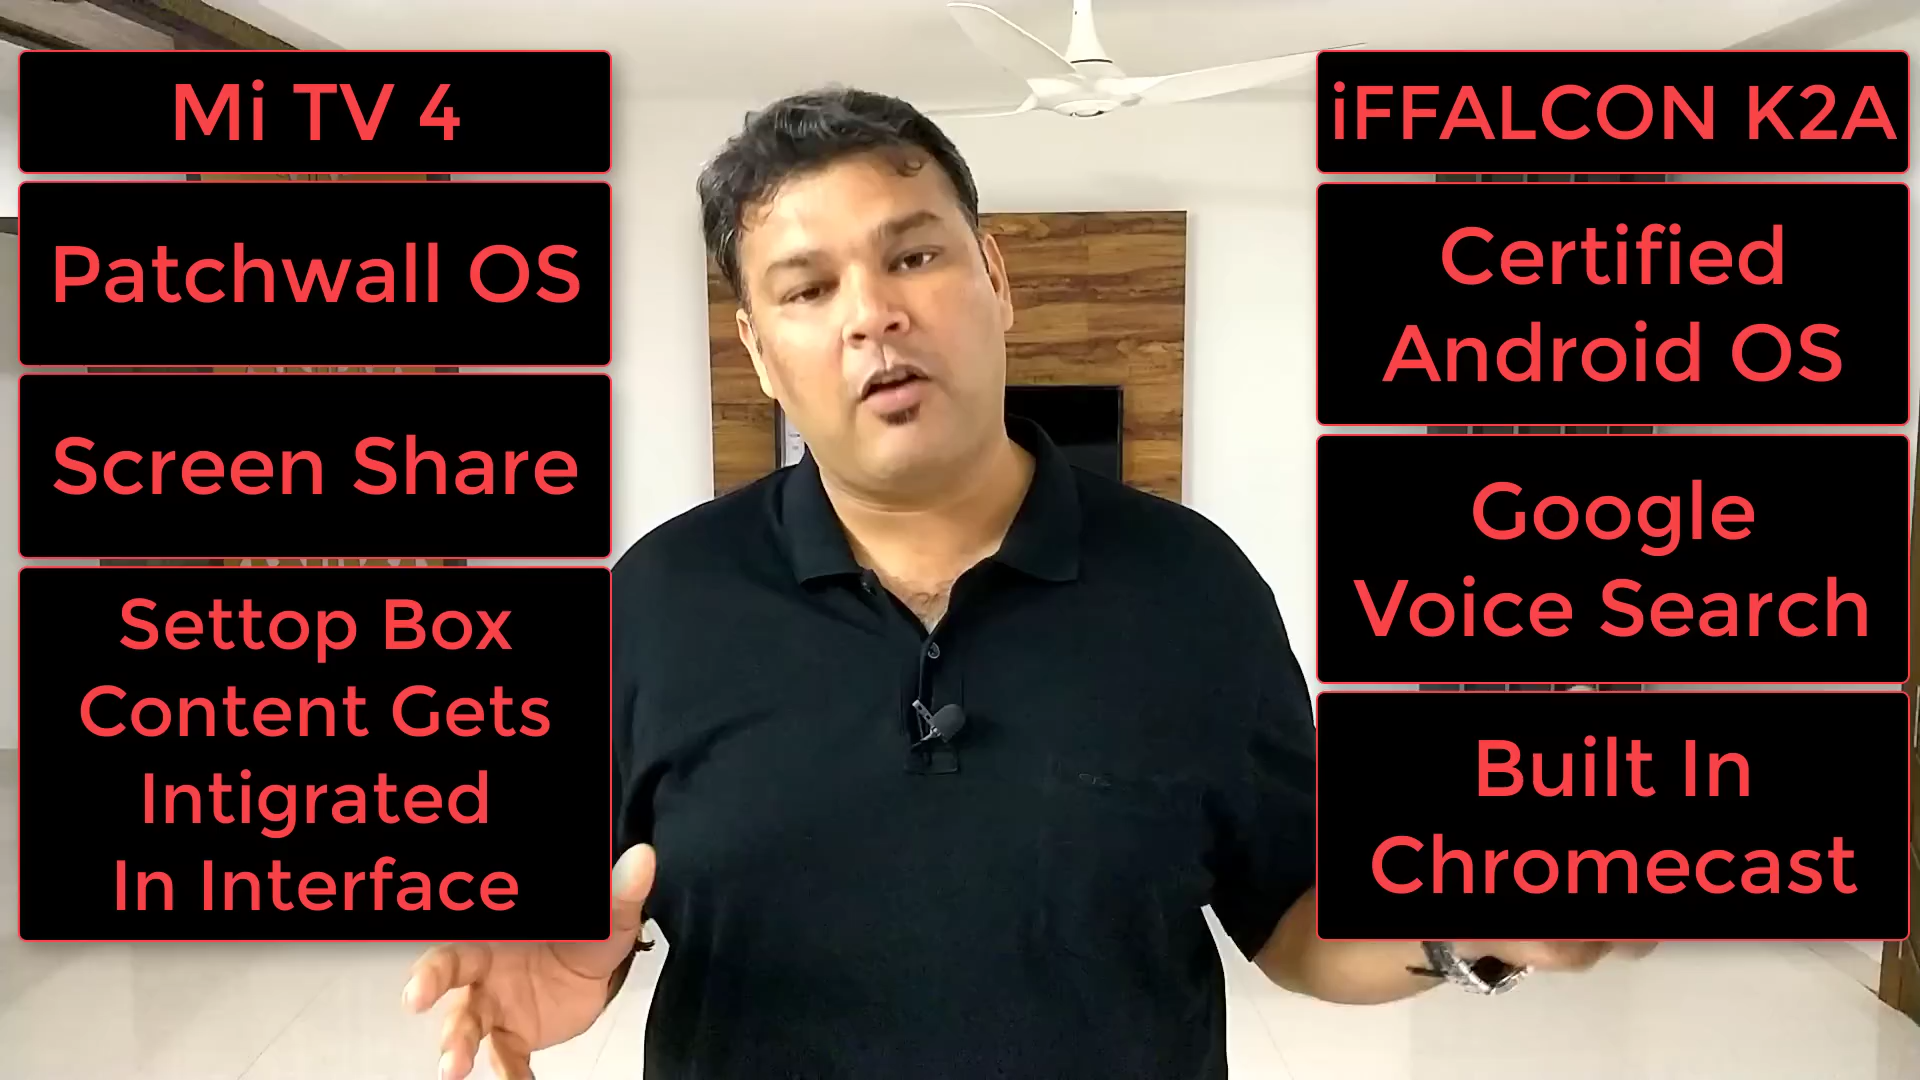 Mi TV 4
Patchwall OS
Screen Share
Settop Box
Content Gets
Intigrated
In Interface
iFFALCON K2A
Certified
Android OS
Google
Voice Search
Built In
Chromecast